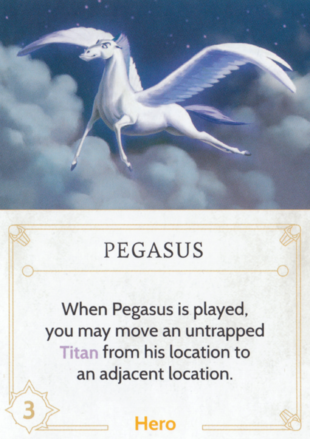 PEGASUS
When Pegasus is played,
you may move an untrapped
Titan from his location to
an adjacent location.
3
Hero